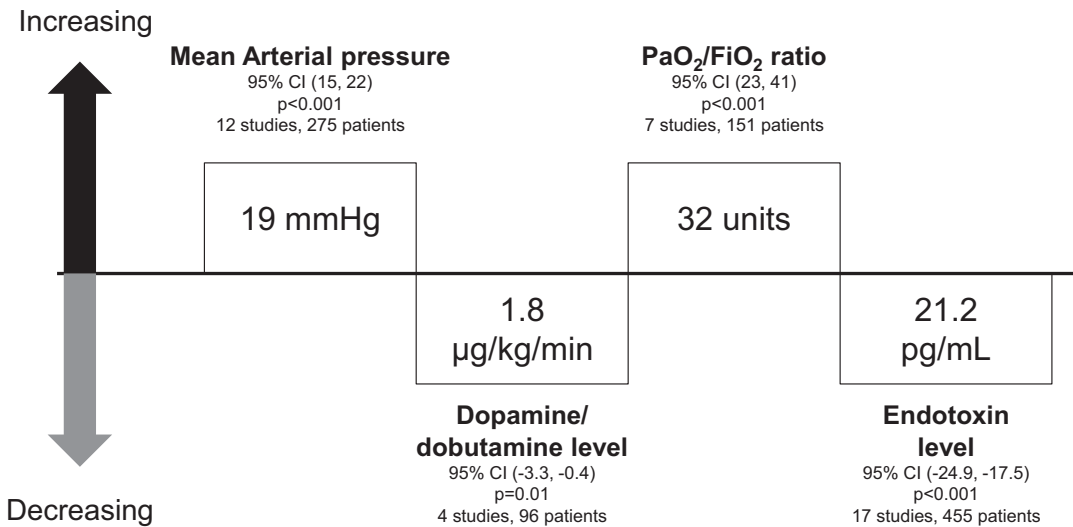 Increasing
Mean Arterial pressure
95% CI (15, 22)
p<0.001
12 studies, 275 patients
PaO₂/FiO₂ ratio
95% CI (23, 41)
p<0.001
7 studies, 151 patients
19 mmHg
32 units
1.8
µg/kg/min
21.2
pg/mL
Dopamine/
dobutamine level
95% CI (-3.3, -0.4)
p=0.01
4 studies, 96 patients
Endotoxin
level
95% CI (-24.9, -17.5)
p<0.001
17 studies, 455 patients
Decreasing